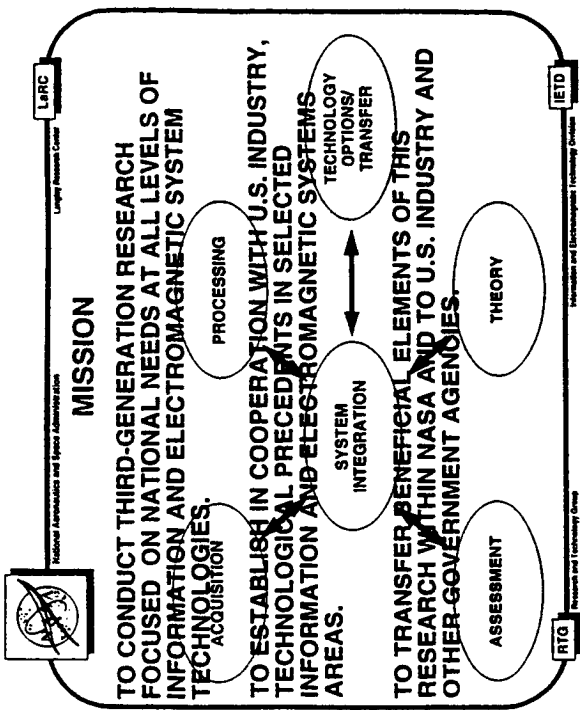 National Aeronautics and Space Administration
Langley Research Center
LaRC
MISSION
TO CONDUCT THIRD-GENERATION RESEARCH
FOCUSED ON NATIONAL NEEDS AT ALL LEVELS OF
INFORMATION AND ELECTROMAGNETIC SYSTEM
TECHNOLOGIES.
ACQUISITION
PROCESSING
TO ESTABLISH IN COOPERATION WITH U.S. INDUSTRY,
TECHNOLOGICAL PRECEDENTS IN SELECTED
INFORMATION AND ELECTROMAGNETIC SYSTEMS
AREAS.
SYSTEM
INTEGRATION
TECHNOLOGY
OPTIONS/
TRANSFER
TO TRANSFER BENEFICIAL ELEMENTS OF THIS
RESEARCH WITHIN NASA AND TO U.S. INDUSTRY AND
OTHER GOVERNMENT AGENCIES.
ASSESSMENT
THEORY
RTG
Research and Technology Group
Information and Electromagnetic Technology Division
IETD